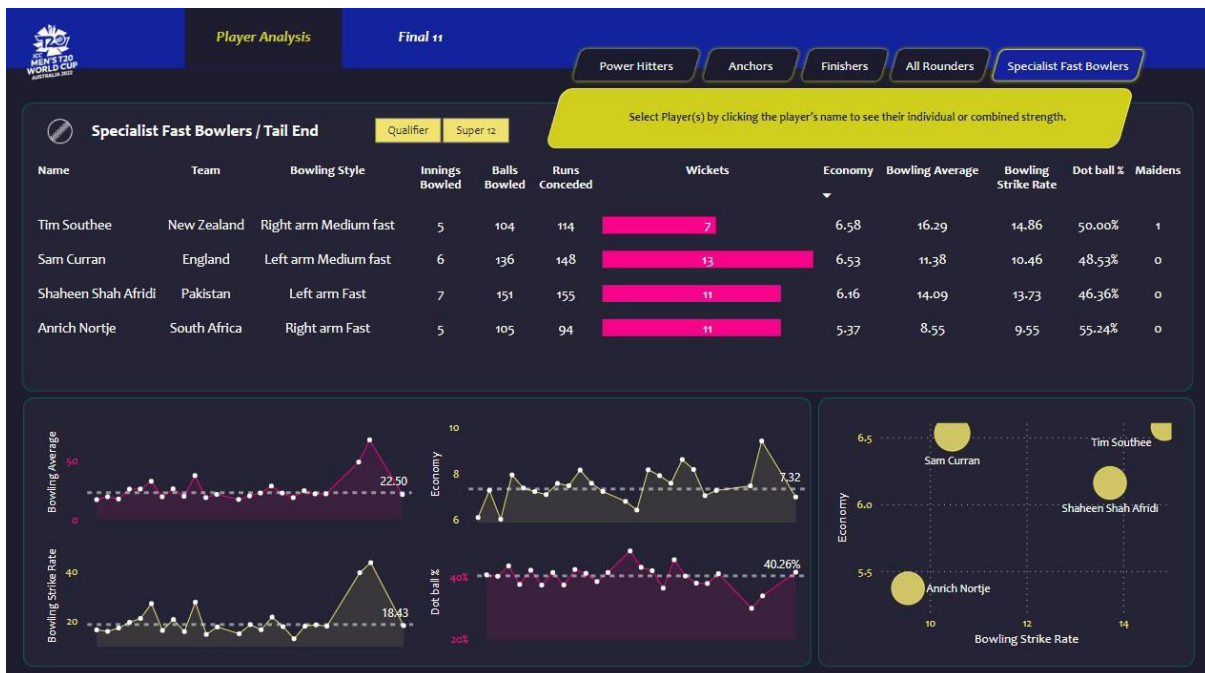 Player Analysis
Final 11
ICC
MEN'S T20
WORLD CUP
AUSTRALIA 2022
Power Hitters
Anchors
Finishers
All Rounders
Specialist Fast Bowlers
Select Player(s) by clicking the player's name to see their individual or combined strength.
Specialist Fast Bowlers / Tail End
Qualifier
Super 12
Name Team Bowling Style Innings Bowled Balls Bowled Runs Conceded Wickets Economy Bowling Average Bowling Strike Rate Dot ball % Maidens
Tim Southee New Zealand Right arm Medium fast 5 104 114 7 6.58 16.29 14.86 50.00% 1
Sam Curran England Left arm Medium fast 6 136 148 13 6.53 11.38 10.46 48.53% 0
Shaheen Shah Afridi Pakistan Left arm Fast 7 151 155 11 6.16 14.09 13.73 46.36% 0
Anrich Nortje South Africa Right arm Fast 5 105 94 11 5.37 8.55 9.55 55.24% 0
Bowling Average
50
0
22.50
Economy
10
8
6
7.32
Bowling Strike Rate
40
20
18.43
Dot ball %
40%
20%
40.26%
Economy
6.5
6.0
5.5
Sam Curran
Tim Southee
Shaheen Shah Afridi
Anrich Nortje
10 12 14
Bowling Strike Rate